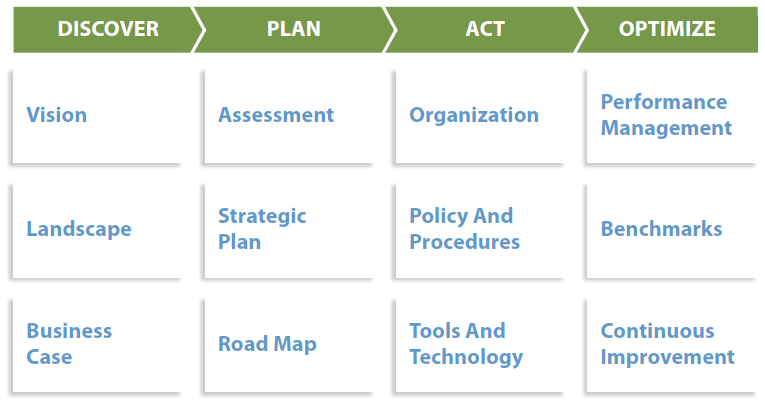 DISCOVER
PLAN
ACT
OPTIMIZE
Vision
Assessment
Organization
Performance
Management
Landscape
Strategic
Plan
Policy And
Procedures
Benchmarks
Business
Case
Road Map
Tools And
Technology
Continuous
Improvement